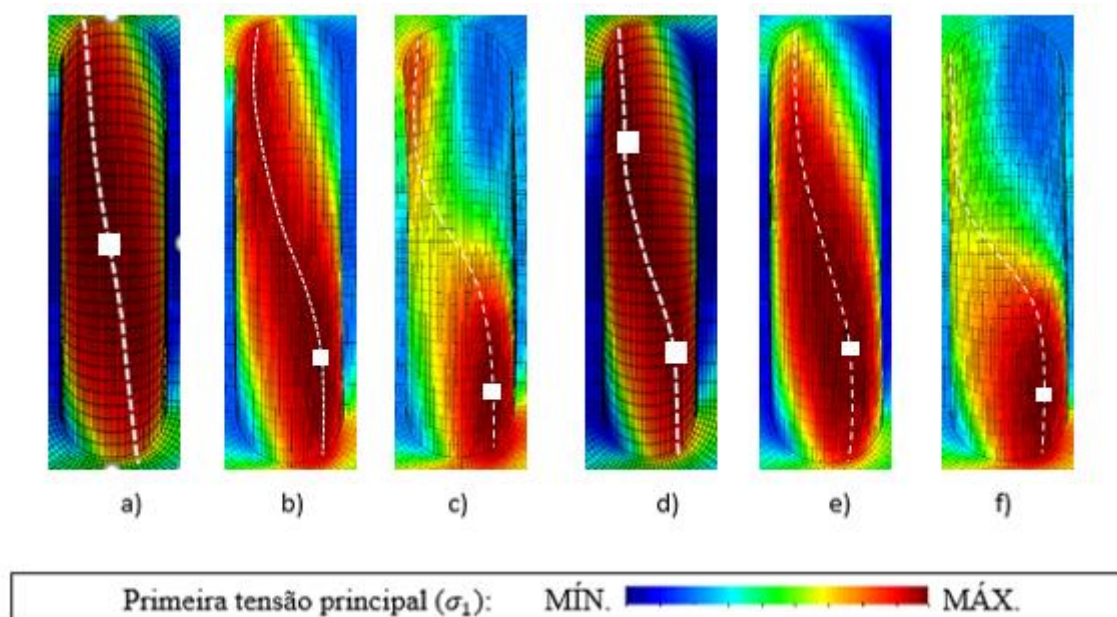 a) b) c) d) e) f)
Primeira tensão principal (σ₁): MÍN. MÁX.